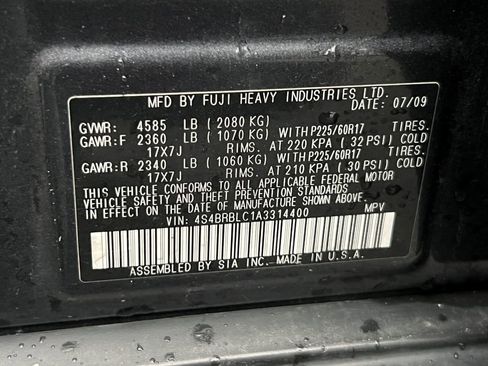 MFD BY FUJI HEAVY INDUSTRIES LTD.
DATE: 07/09
GVWR: 4585 LB ( 2080 KG)
GAWR:F 2360 LB ( 1070 KG) WITH P225/60R17 TIRES.
17X7J RIMS. AT 220 KPA ( 32 PSI) COLD
GAWR:R 2340 LB ( 1060 KG) WITH P225/60R17 TIRES.
17X7J RIMS. AT 210 KPA ( 30 PSI) COLD
THIS VEHICLE CONFORMS TO ALL APPLICABLE FEDERAL MOTOR
VEHICLE SAFETY AND THEFT PREVENTION STANDARDS
IN EFFECT ON THE DATE OF MANUFACTURE SHOWN ABOVE.
VIN: 4S4BRBLC1A3314400 MPV
ASSEMBLED BY SIA INC. MADE IN U.S.A.